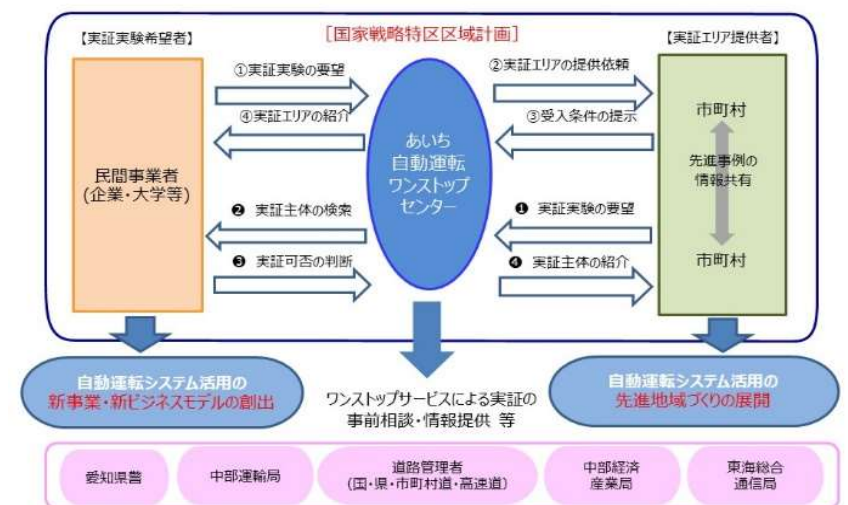 [国家戦略特区区域計画]
【実証実験希望者】
【実証エリア提供者】
①実証実験の要望
②実証エリアの提供依頼
④実証エリアの紹介
③受入条件の提示
民間事業者
(企業・大学等)
あいち
自動運転
ワンストップ
センター
市町村
先進事例の
情報共有
市町村
❷ 実証主体の検索
❶ 実証実験の要望
❸ 実証可否の判断
❹ 実証主体の紹介
自動運転システム活用の
新事業・新ビジネスモデルの創出
ワンストップサービスによる実証の
事前相談・情報提供 等
自動運転システム活用の
先進地域づくりの展開
愛知県警
中部運輸局
道路管理者
(国・県・市町村道・高速道)
中部経済
産業局
東海総合
通信局